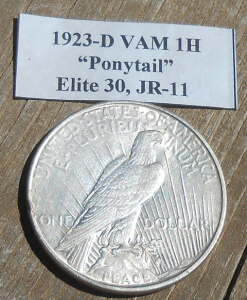 1923-D VAM 1H
“Ponytail”
Elite 30, JR-11
UNITED STATES OF AMERICA
E PLURIBUS UNUM
ONE DOLLAR
PEACE